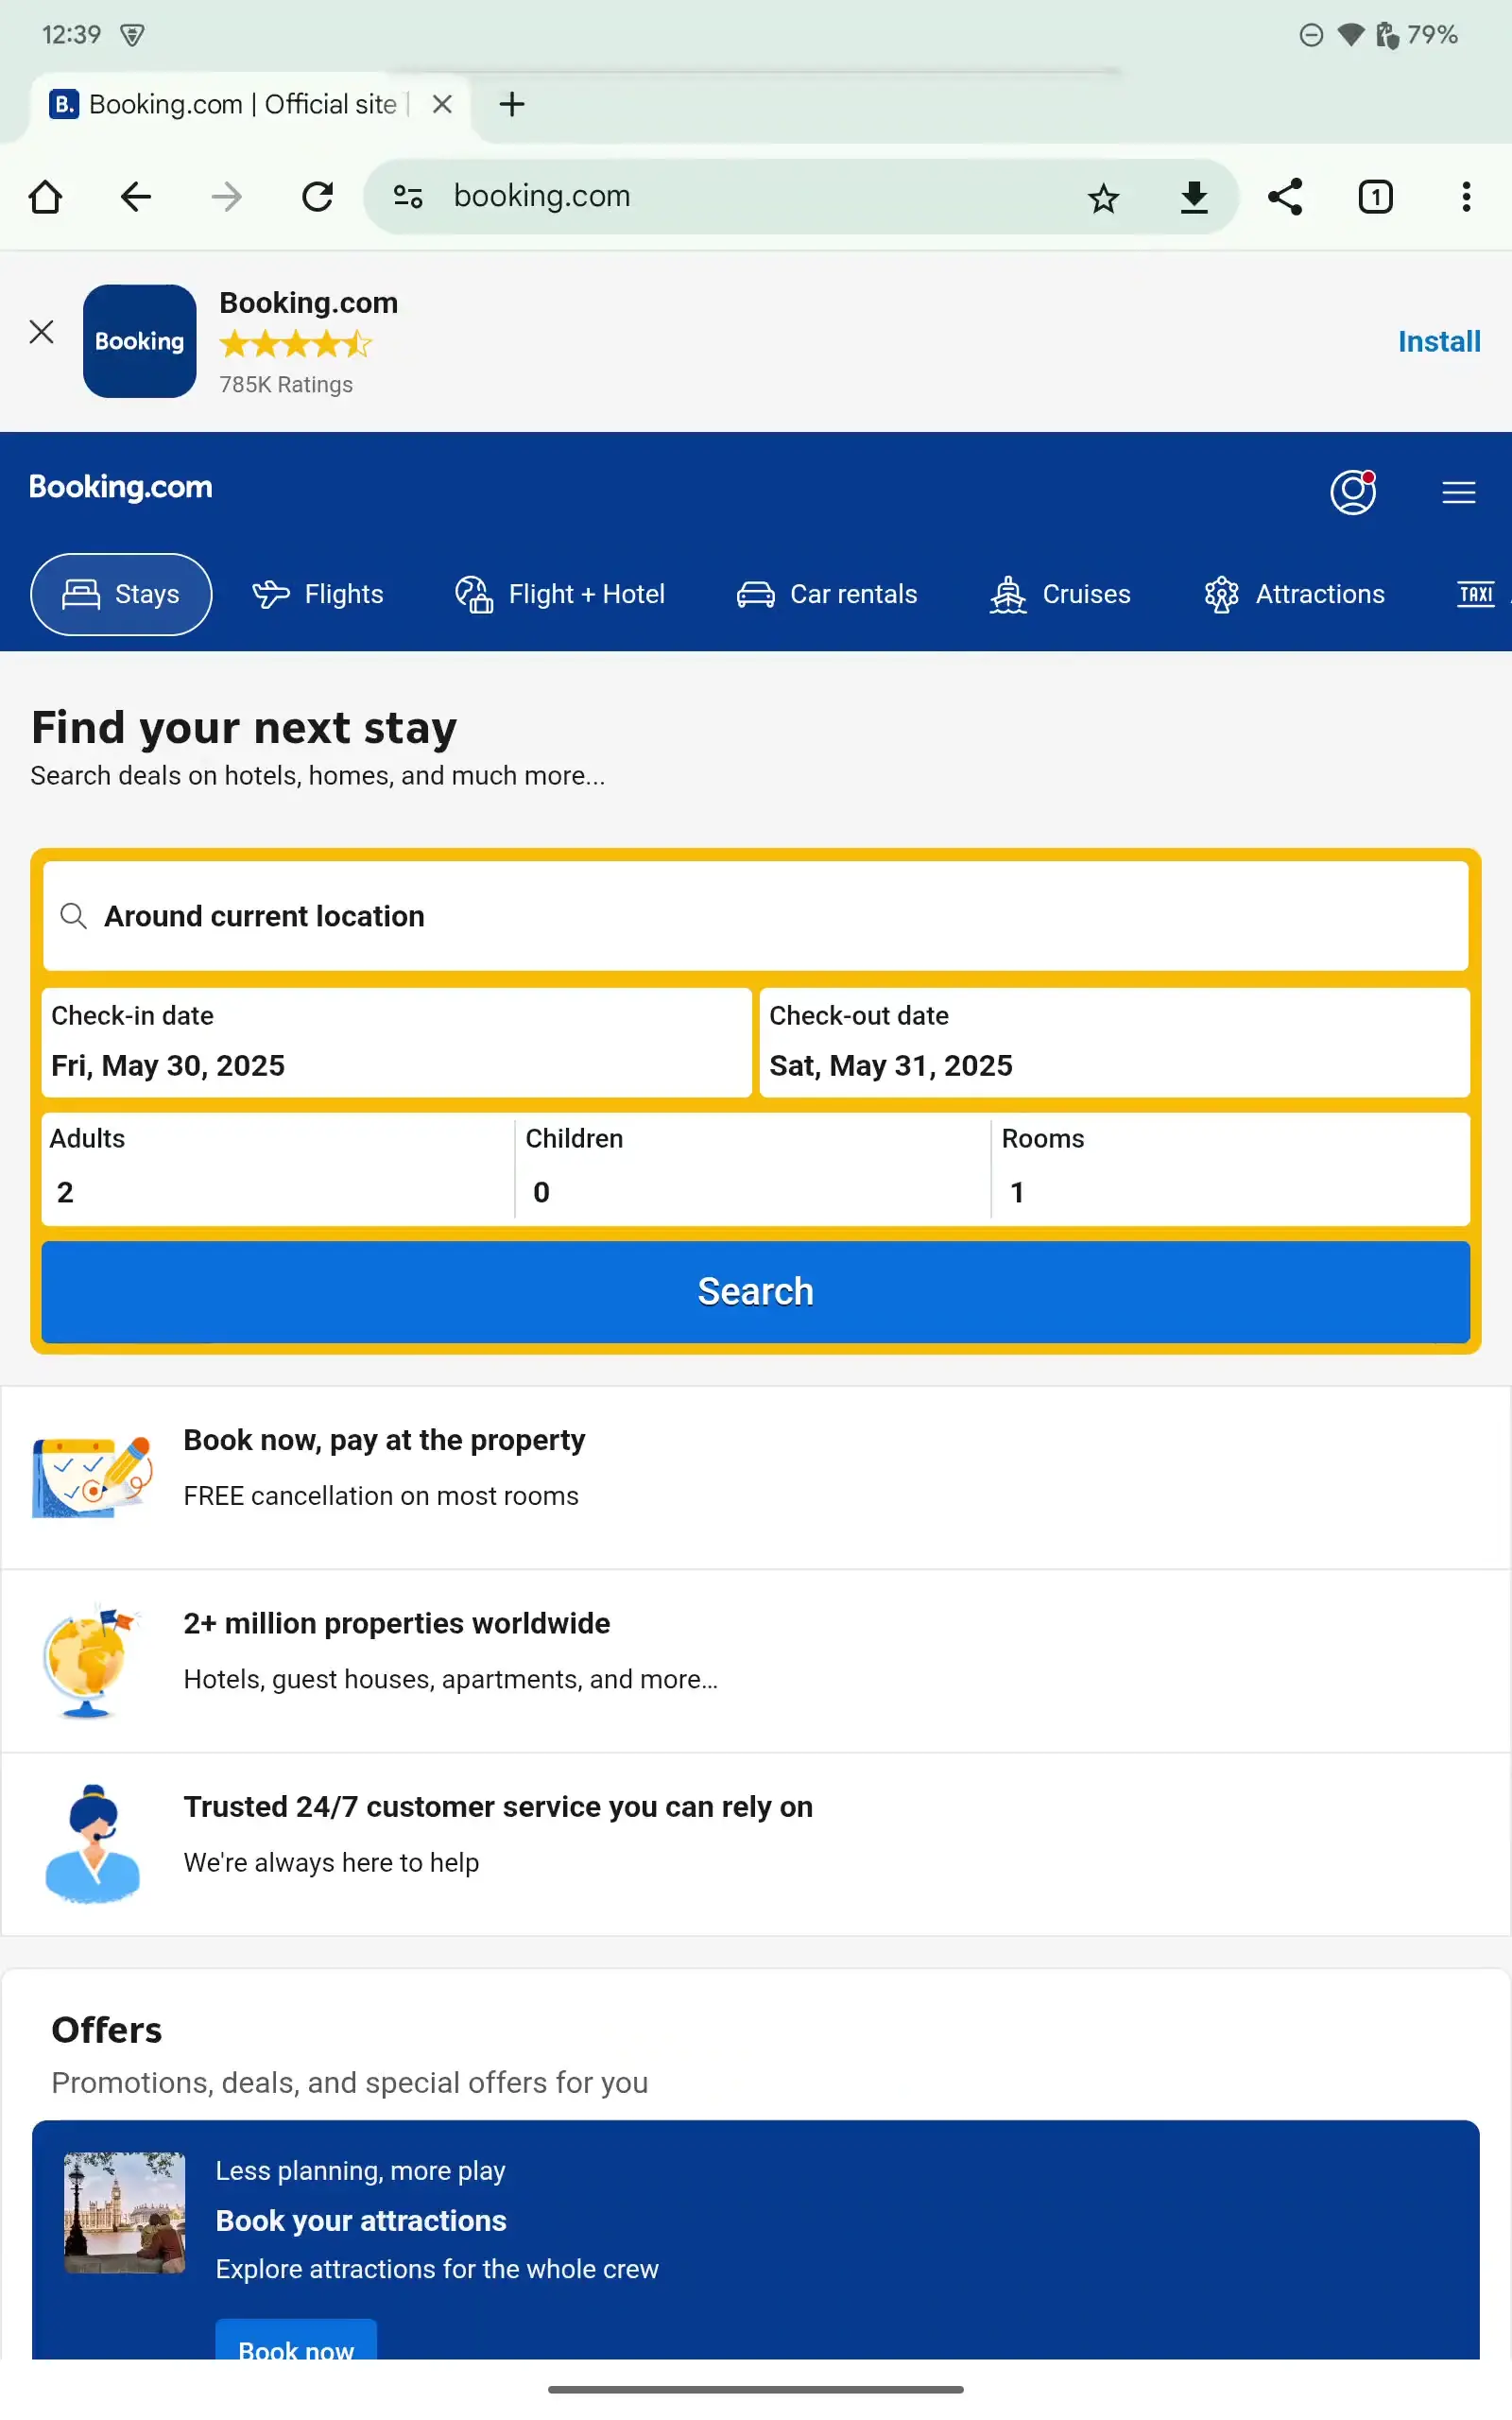 12:39
79%
B. Booking.com | Official site
booking.com
1
Booking.com
Booking
785K Ratings
Install
Booking.com
Stays
Flights
Flight + Hotel
Car rentals
Cruises
Attractions
TAXI
Find your next stay
Search deals on hotels, homes, and much more...
Around current location
Check-in date
Check-out date
Fri, May 30, 2025
Sat, May 31, 2025
Adults
Children
Rooms
2
0
1
Search
Book now, pay at the property
FREE cancellation on most rooms
2+ million properties worldwide
Hotels, guest houses, apartments, and more...
Trusted 24/7 customer service you can rely on
We're always here to help
Offers
Promotions, deals, and special offers for you
Less planning, more play
Book your attractions
Explore attractions for the whole crew
Book now